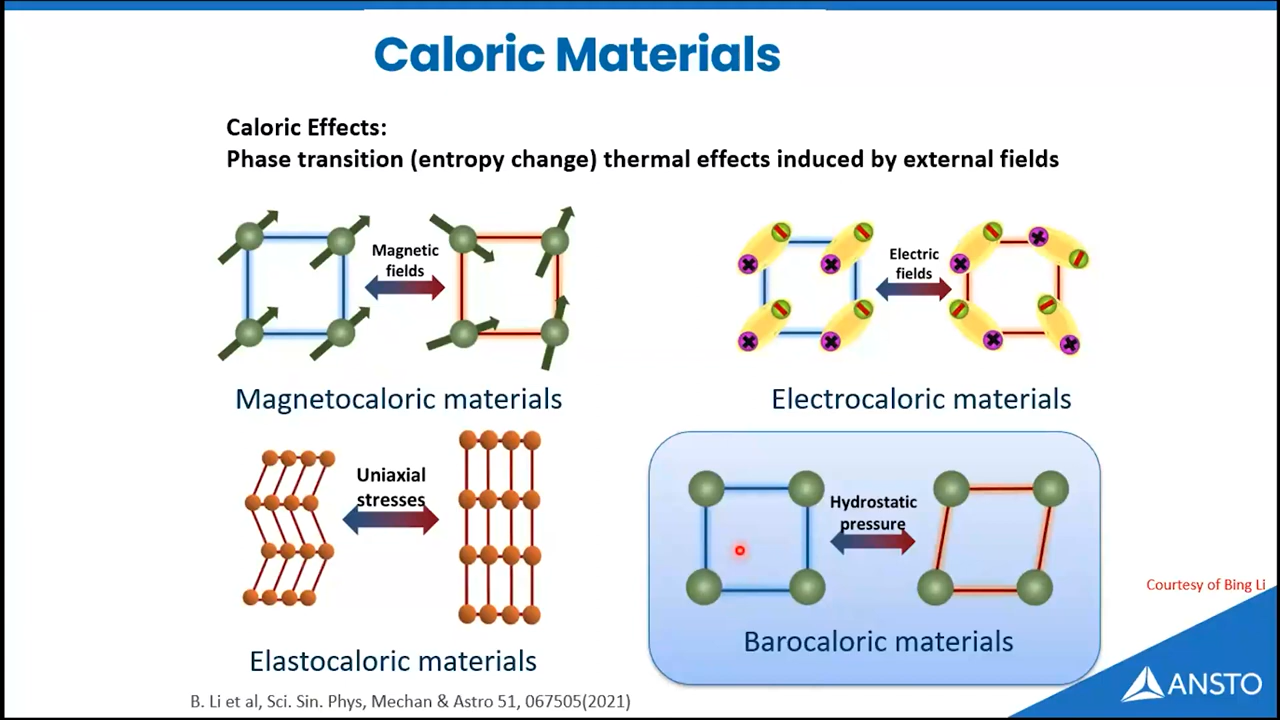 Caloric Materials
Caloric Effects:
Phase transition (entropy change) thermal effects induced by external fields
Magnetic
fields
Magnetocaloric materials
Electric
fields
Electrocaloric materials
Uniaxial
stresses
Elastocaloric materials
Hydrostatic
pressure
Barocaloric materials
Courtesy of Bing Li
B. Li et al, Sci. Sin. Phys, Mechan & Astro 51, 067505(2021)
ANSTO